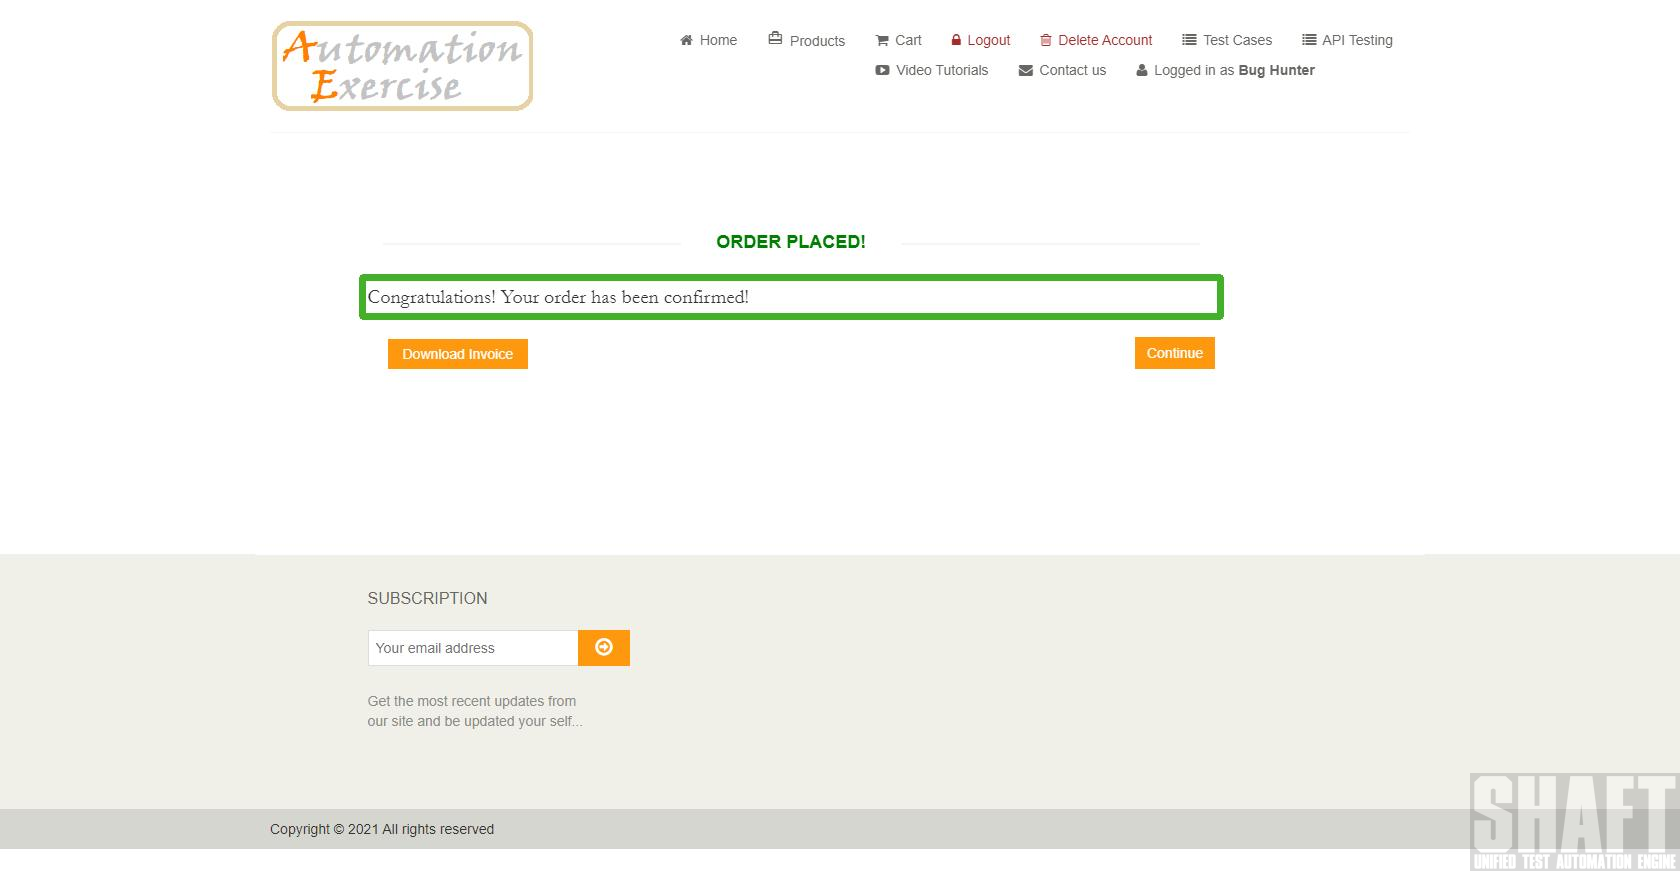 Automation
Exercise
Home Products Cart Logout Delete Account Test Cases API Testing
Video Tutorials Contact us Logged in as Bug Hunter
ORDER PLACED!
Congratulations! Your order has been confirmed!
Download Invoice Continue
SUBSCRIPTION
Your email address
Get the most recent updates from
our site and be updated your self...
Copyright © 2021 All rights reserved
SHAFT
UNIFIED TEST AUTOMATION ENGINE